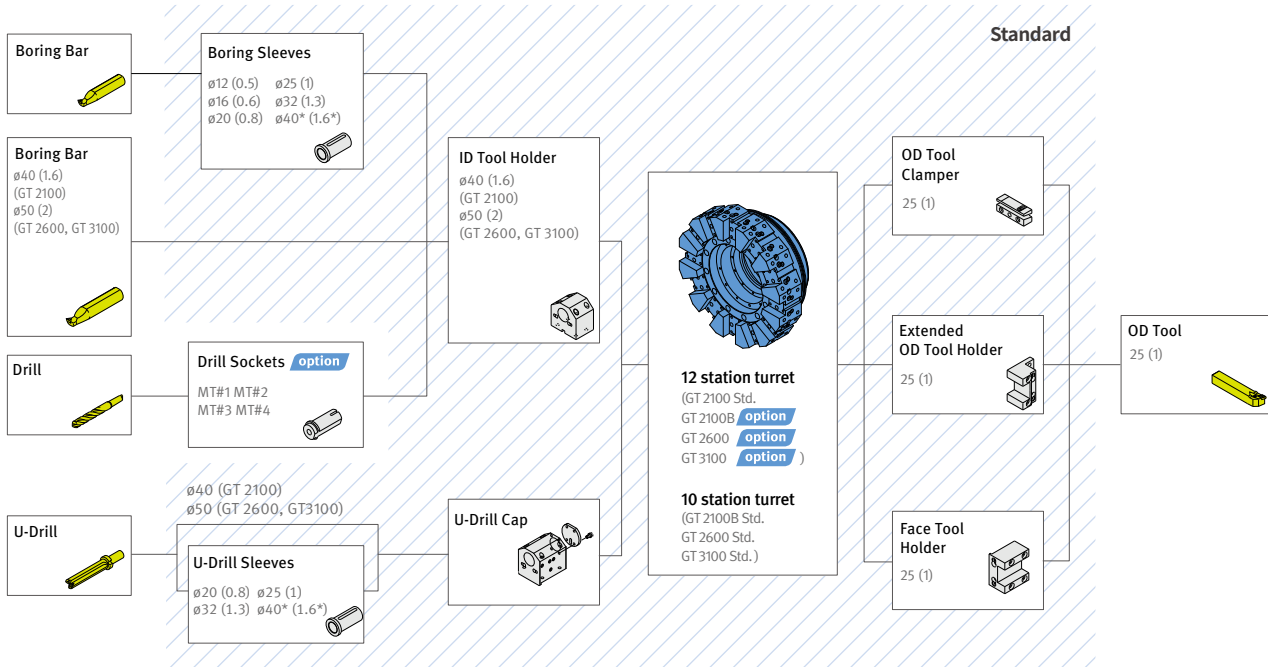 Standard
Boring Bar
Boring Sleeves
ø12 (0.5) ø25 (1)
ø16 (0.6) ø32 (1.3)
ø20 (0.8) ø40* (1.6*)
Boring Bar
ø40 (1.6)
(GT 2100)
ø50 (2)
(GT 2600, GT 3100)
ID Tool Holder
ø40 (1.6)
(GT 2100)
ø50 (2)
(GT 2600, GT 3100)
Drill
Drill Sockets option
MT#1 MT#2
MT#3 MT#4
ø40 (GT 2100)
ø50 (GT 2600, GT3100)
U-Drill
U-Drill Sleeves
ø20 (0.8) ø25 (1)
ø32 (1.3) ø40* (1.6*)
U-Drill Cap
12 station turret
(GT 2100 Std.
GT 2100B option
GT 2600 option
GT 3100 option )
10 station turret
(GT 2100B Std.
GT 2600 Std.
GT 3100 Std. )
OD Tool
Clamper
25 (1)
Extended
OD Tool Holder
25 (1)
Face Tool
Holder
25 (1)
OD Tool
25 (1)